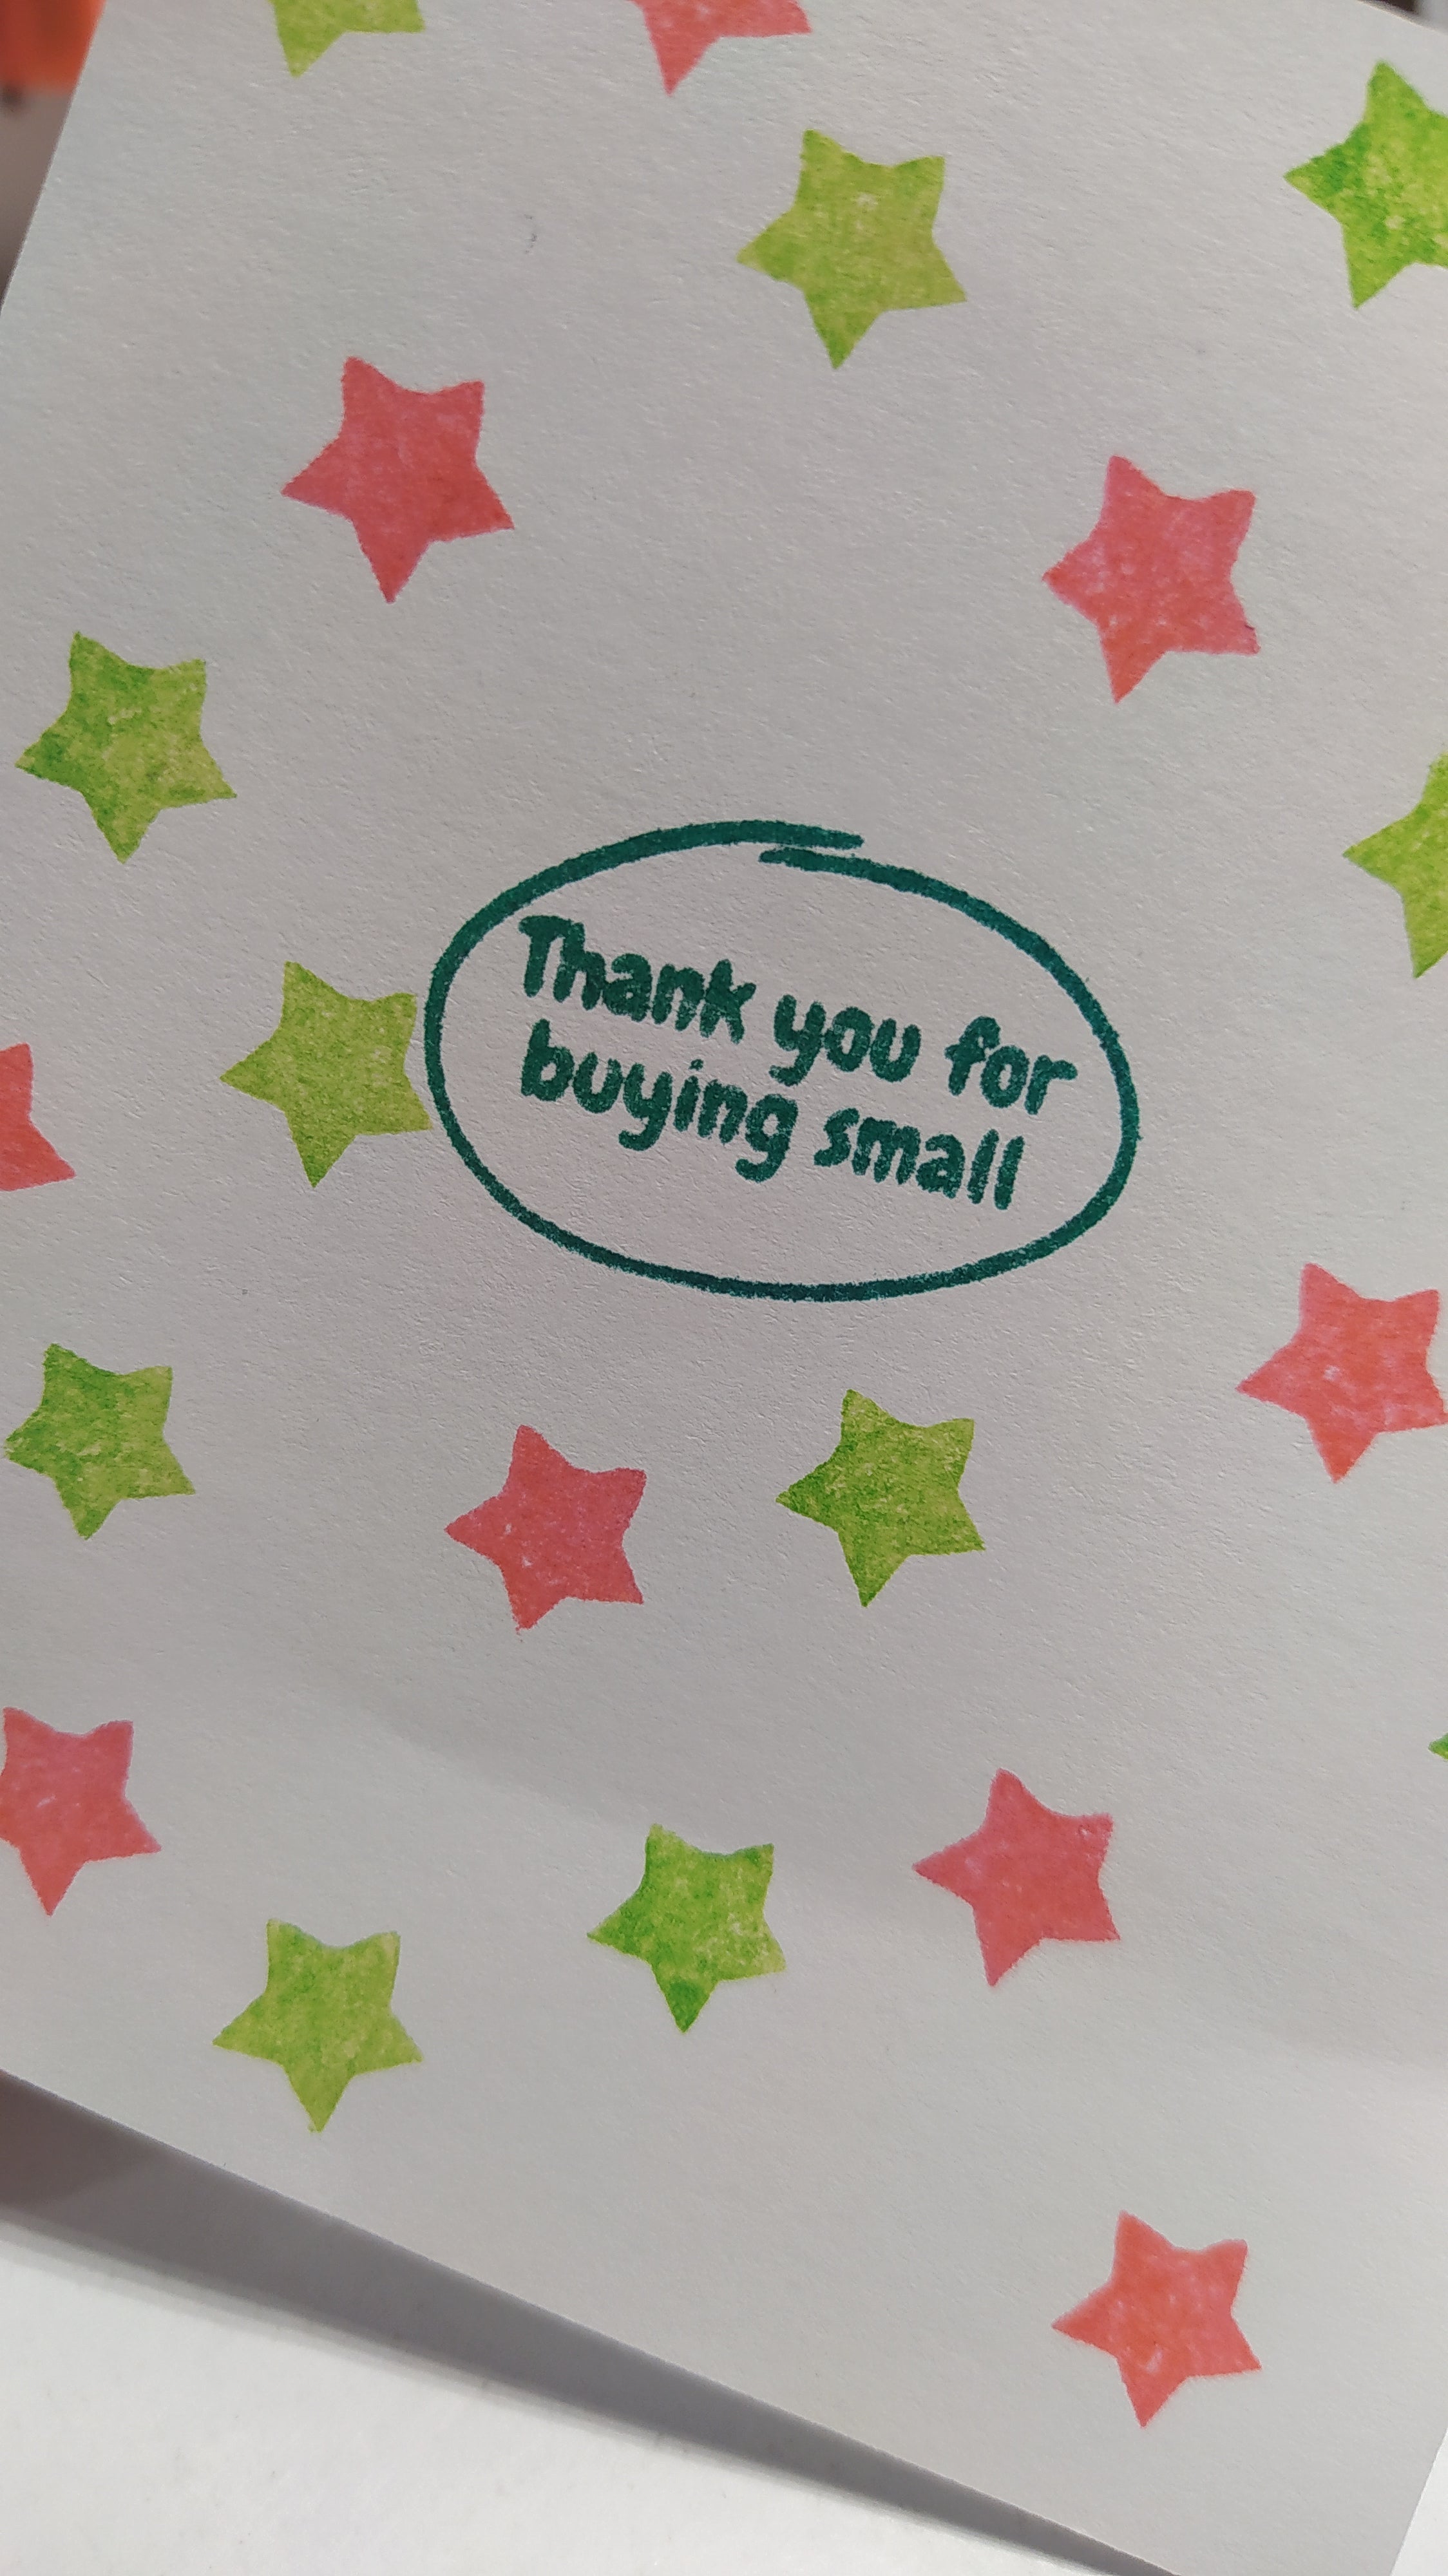 Thank you for
buying small